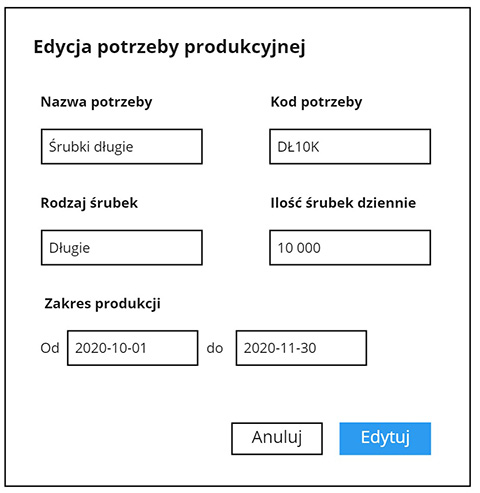 Edycja potrzeby produkcyjnej
Nazwa potrzeby Kod potrzeby
Śrubki długie DŁ10K
Rodzaj śrubek Ilość śrubek dziennie
Długie 10 000
Zakres produkcji
Od 2020-10-01 do 2020-11-30
Anuluj Edytuj